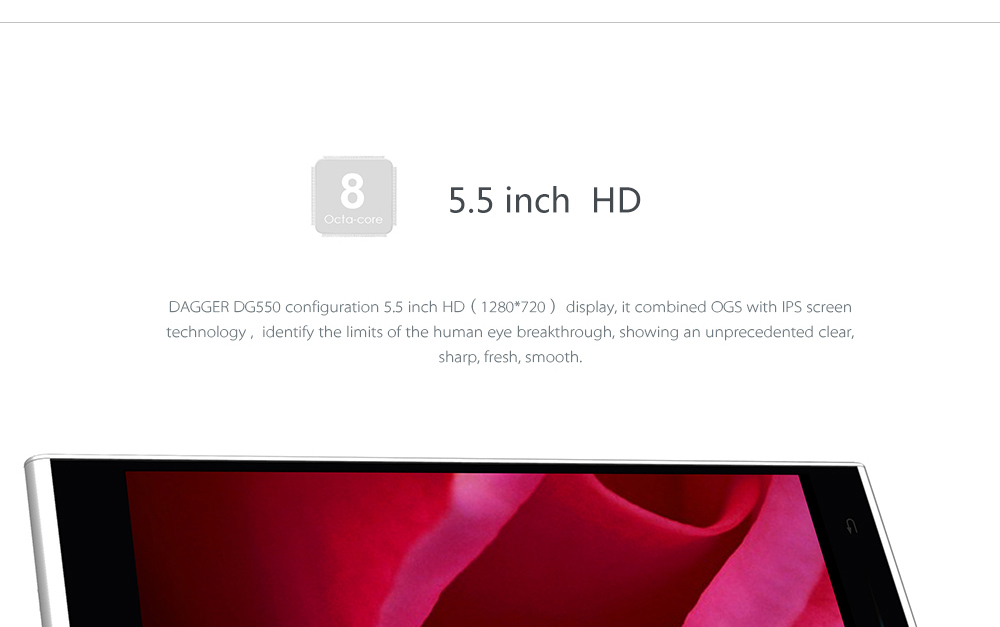 8
Octa-core
5.5 inch HD
DAGGER DG550 configuration 5.5 inch HD ( 1280*720 ) display, it combined OGS with IPS screen
technology , identify the limits of the human eye breakthrough, showing an unprecedented clear,
sharp, fresh, smooth.